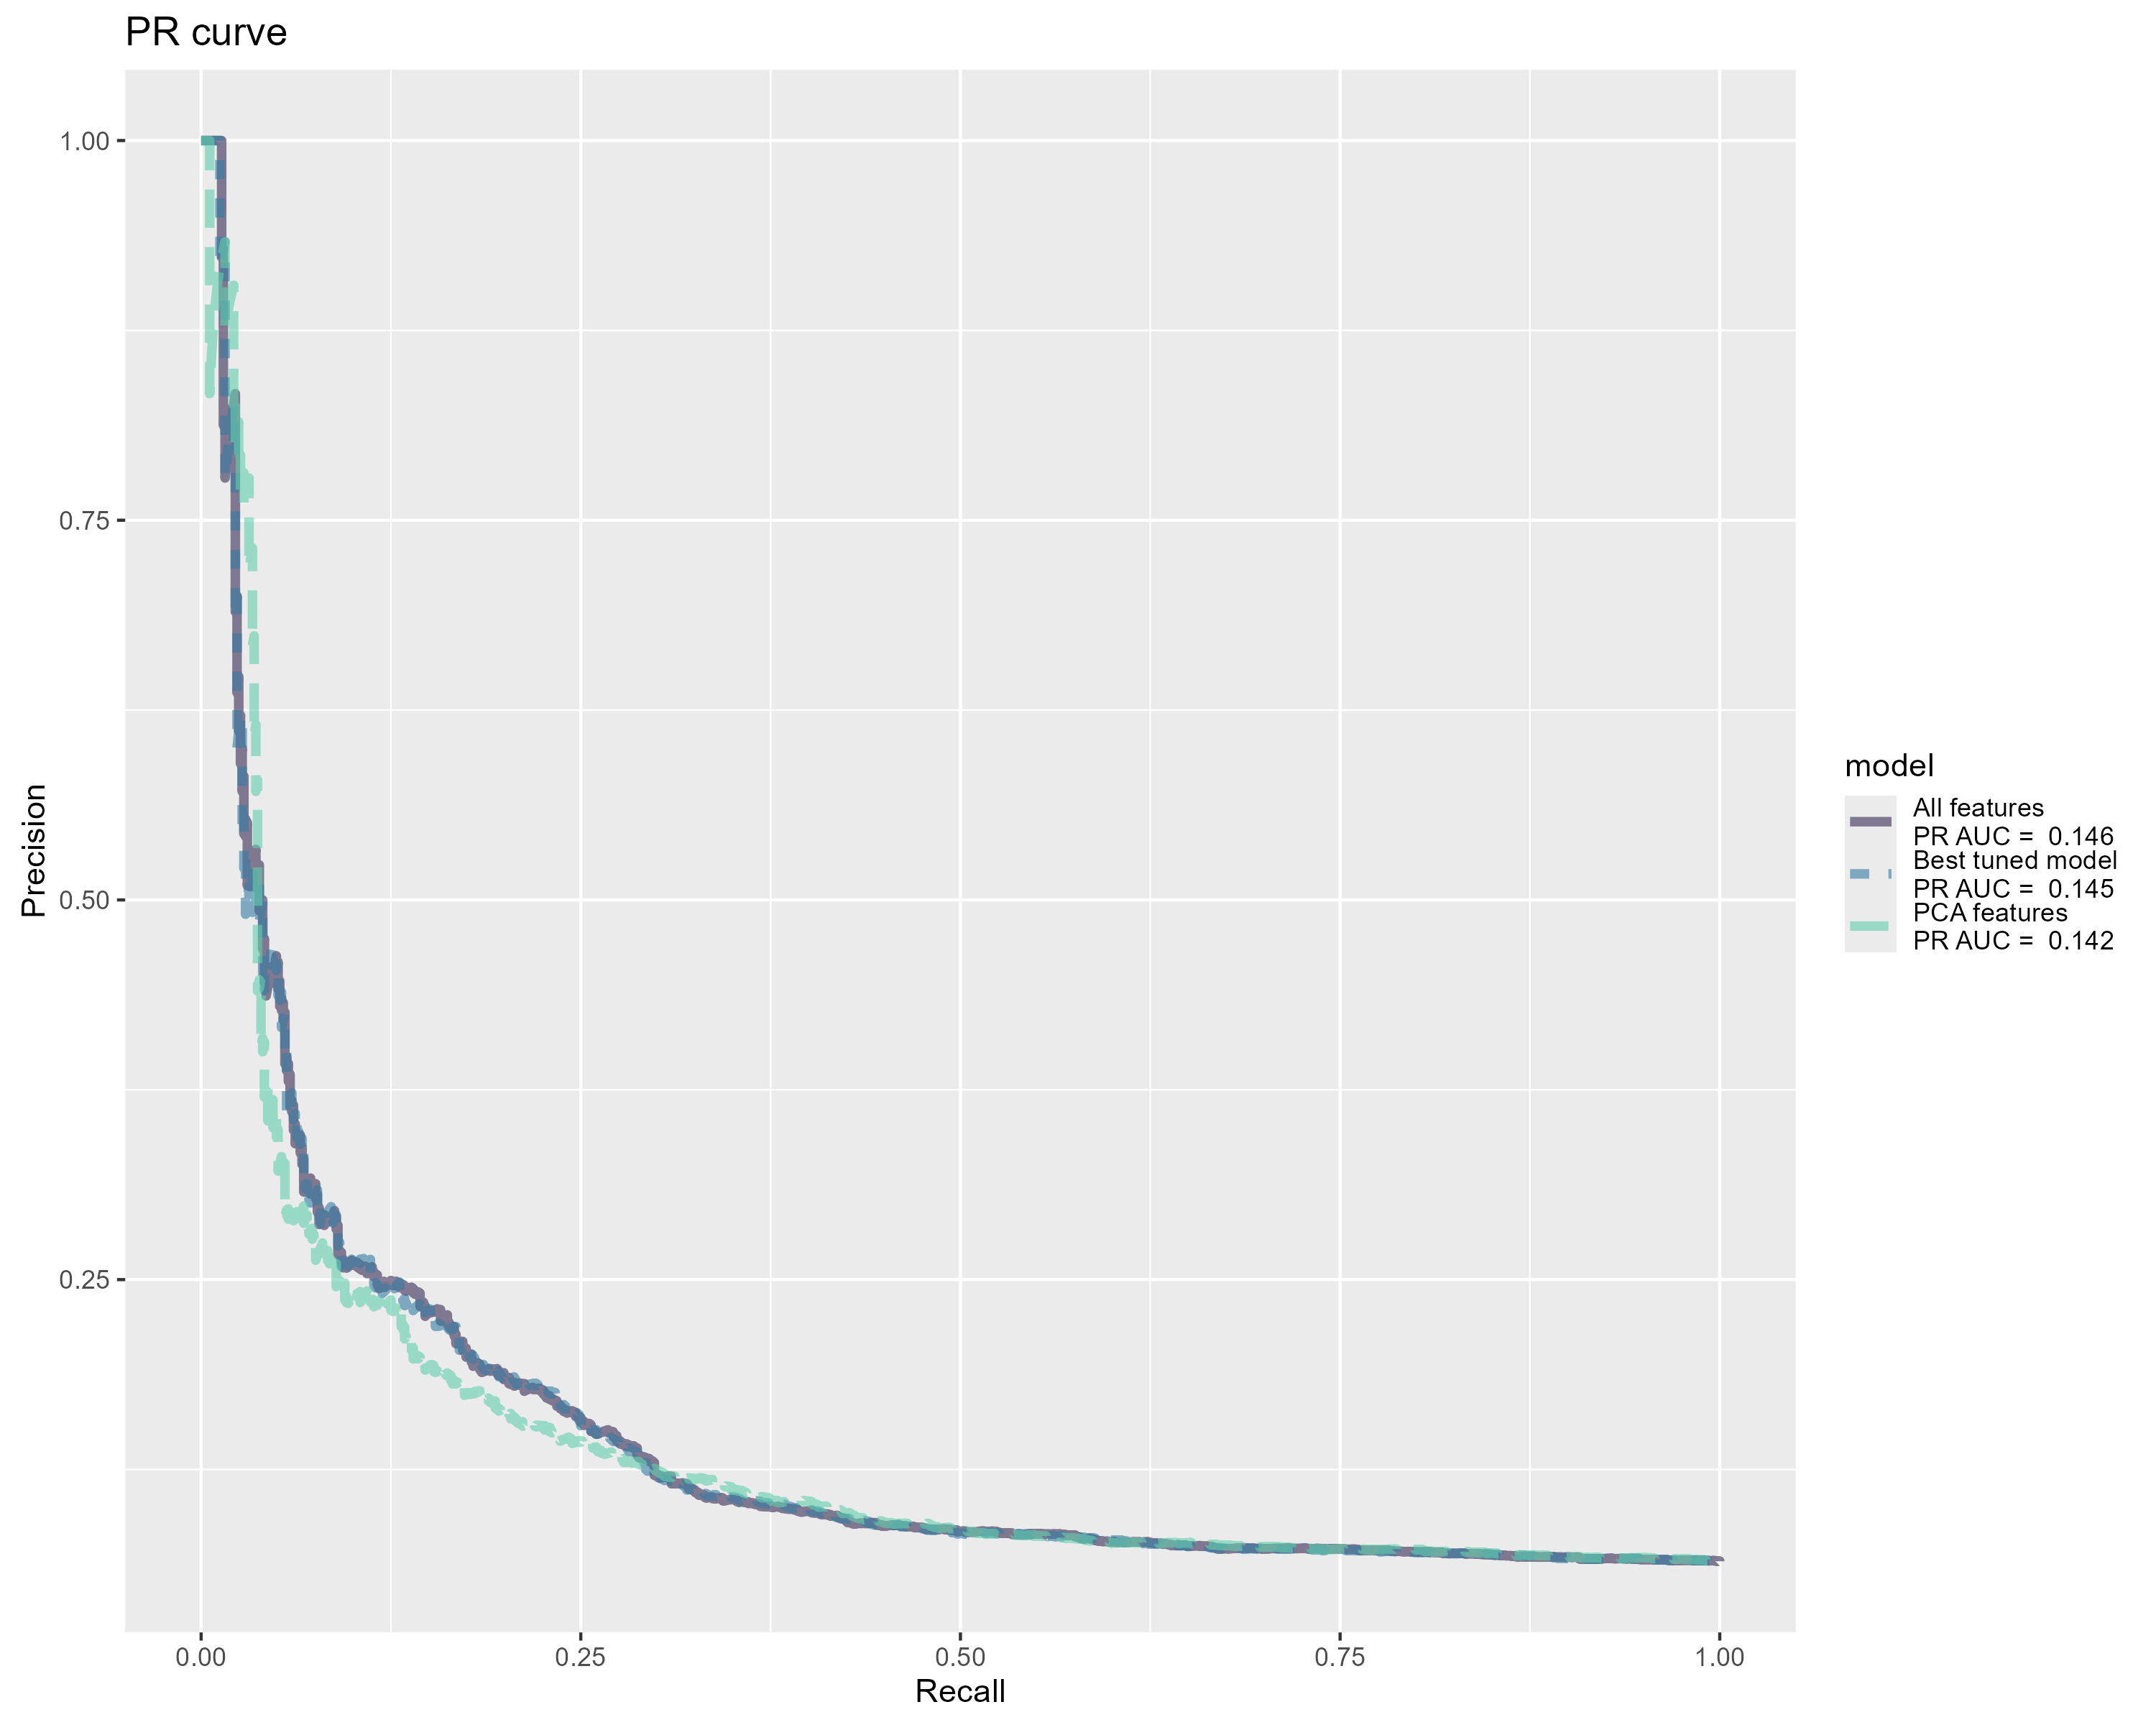 PR curve
1.00
0.75
0.50
0.25
Precision
0.00
0.25
0.50
0.75
1.00
Recall
model
All features
PR AUC =  0.146
Best tuned model
PR AUC =  0.145
PCA features
PR AUC =  0.142